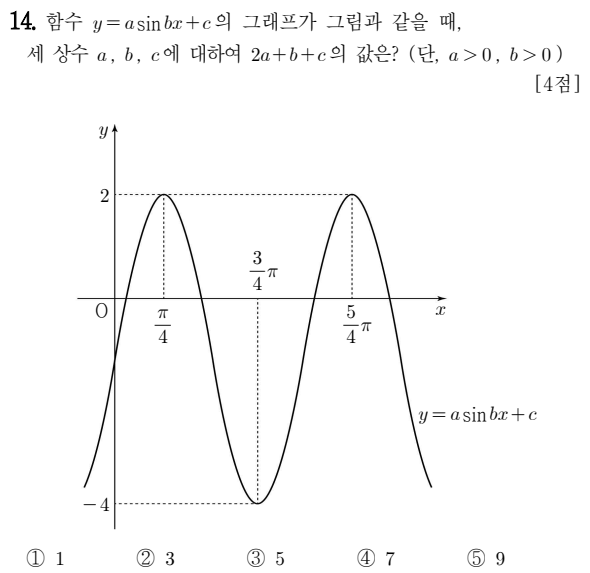 14. 함수 y=a sin bx+c의 그래프가 그림과 같을 때,
세 상수 a, b, c에 대하여 2a+b+c의 값은? (단, a>0, b>0)
[4점]
y
2
3/4 π
O
π/4
5/4 π
x
y=a sin bx+c
-4
① 1 ② 3 ③ 5 ④ 7 ⑤ 9